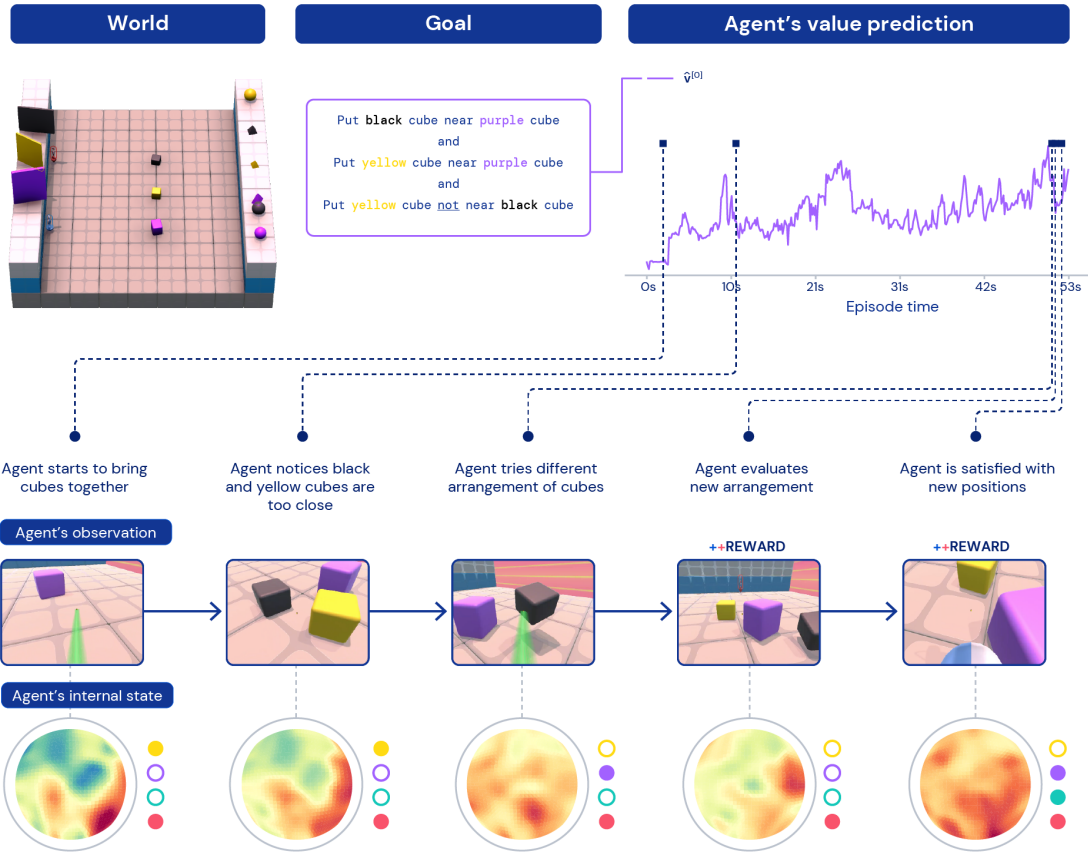 World
Goal
Agent's value prediction
v̂[0]
Put black cube near purple cube
and
Put yellow cube near purple cube
and
Put yellow cube not near black cube
0s
10s
21s
31s
42s
53s
Episode time
Agent starts to bring
cubes together
Agent notices black
and yellow cubes are
too close
Agent tries different
arrangement of cubes
Agent evaluates
new arrangement
Agent is satisfied with
new positions
Agent's observation
++REWARD
++REWARD
Agent's internal state